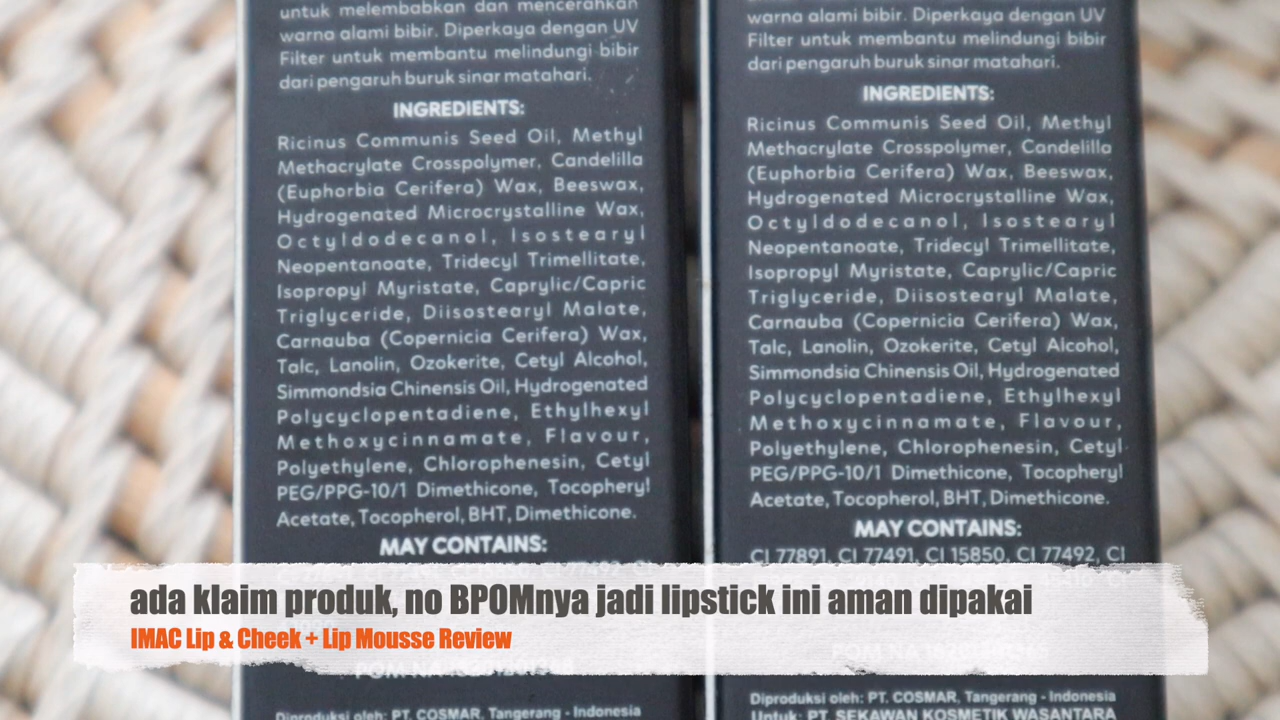 untuk melembabkan dan mencerahkan
warna alami bibir. Diperkaya dengan UV
Filter untuk membantu melindungi bibir
dari pengaruh buruk sinar matahari.
INGREDIENTS:
Ricinus Communis Seed Oil, Methyl
Methacrylate Crosspolymer, Candelilla
(Euphorbia Cerifera) Wax, Beeswax,
Hydrogenated Microcrystalline Wax,
Octyldodecanol, Isostearyl
Neopentanoate, Tridecyl Trimellitate,
Isopropyl Myristate, Caprylic/Capric
Triglyceride, Diisostearyl Malate,
Carnauba (Copernicia Cerifera) Wax,
Talc, Lanolin, Ozokerite, Cetyl Alcohol,
Simmondsia Chinensis Oil, Hydrogenated
Polycyclopentadiene, Ethylhexyl
Methoxycinnamate, Flavour,
Polyethylene, Chlorophenesin, Cetyl
PEG/PPG-10/1 Dimethicone, Tocopheryl
Acetate, Tocopherol, BHT, Dimethicone.
MAY CONTAINS:
POM NA
Diproduksi oleh: PT. COSMAR, Tangerang - Indonesia
warna alami bibir. Diperkaya dengan UV
Filter untuk membantu melindungi bibir
dari pengaruh buruk sinar matahari.
INGREDIENTS:
Ricinus Communis Seed Oil, Methyl
Methacrylate Crosspolymer, Candelilla
(Euphorbia Cerifera) Wax, Beeswax,
Hydrogenated Microcrystalline Wax,
Octyldodecanol, Isostearyl
Neopentanoate, Tridecyl Trimellitate,
Isopropyl Myristate, Caprylic/Capric
Triglyceride, Diisostearyl Malate,
Carnauba (Copernicia Cerifera) Wax,
Talc, Lanolin, Ozokerite, Cetyl Alcohol,
Simmondsia Chinensis Oil, Hydrogenated
Polycyclopentadiene, Ethylhexyl
Methoxycinnamate, Flavour,
Polyethylene, Chlorophenesin, Cetyl
PEG/PPG-10/1 Dimethicone, Tocopheryl
Acetate, Tocopherol, BHT, Dimethicone.
MAY CONTAINS:
CI 77891, CI 77491, CI 15850, CI 77492, CI
POM NA
Diproduksi oleh: PT. COSMAR, Tangerang - Indonesia
Untuk: PT. SEKAWAN KOSMETIK WASANTARA
ada klaim produk, no BPOMnya jadi lipstick ini aman dipakai
IMAC Lip & Cheek + Lip Mousse Review